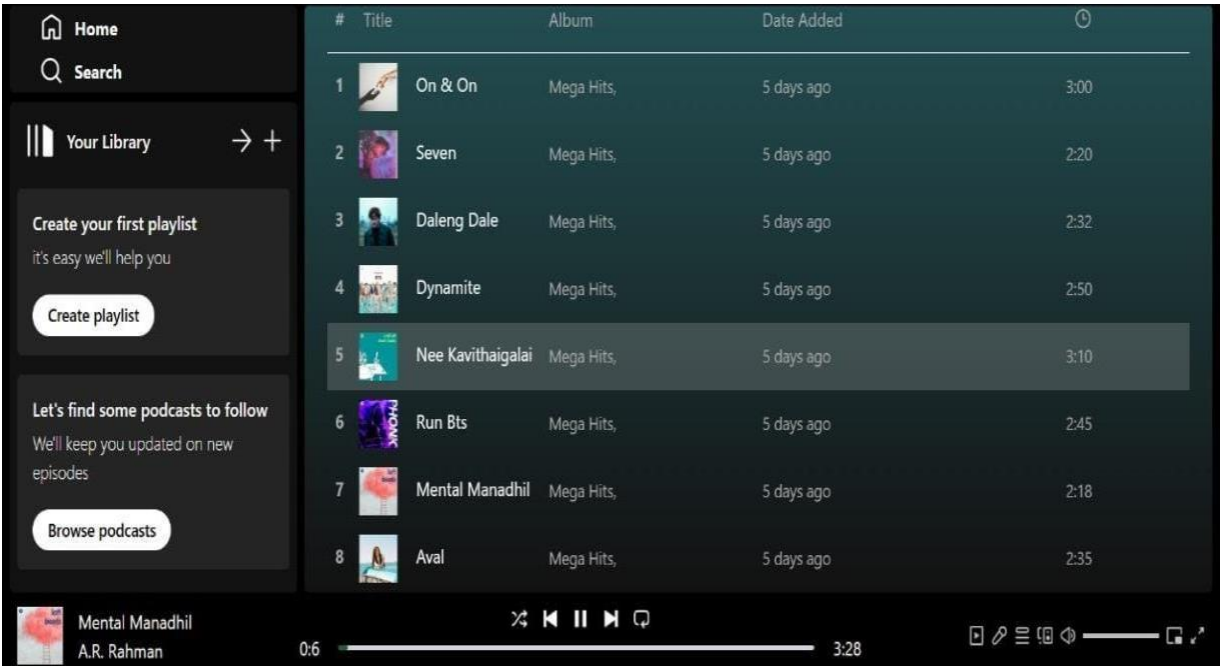 Home
Search
Your Library
Create your first playlist
it's easy we'll help you
Create playlist
Let's find some podcasts to follow
We'll keep you updated on new
episodes
Browse podcasts
# Title Album Date Added
1 On & On Mega Hits, 5 days ago 3:00
2 Seven Mega Hits, 5 days ago 2:20
3 Daleng Dale Mega Hits, 5 days ago 2:32
4 Dynamite Mega Hits, 5 days ago 2:50
5 Nee Kavithaigalai Mega Hits, 5 days ago 3:10
6 Run Bts Mega Hits, 5 days ago 2:45
7 Mental Manadhil Mega Hits, 5 days ago 2:18
8 Aval Mega Hits, 5 days ago 2:35
Mental Manadhil
A.R. Rahman
0:6 3:28